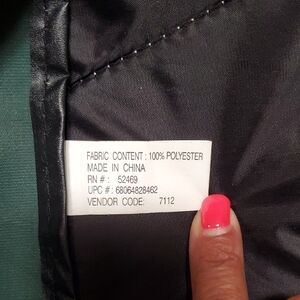 FABRIC CONTENT : 100% POLYESTER
MADE IN CHINA
RN # : 52469
UPC # : 68064828462
VENDOR CODE: 7112